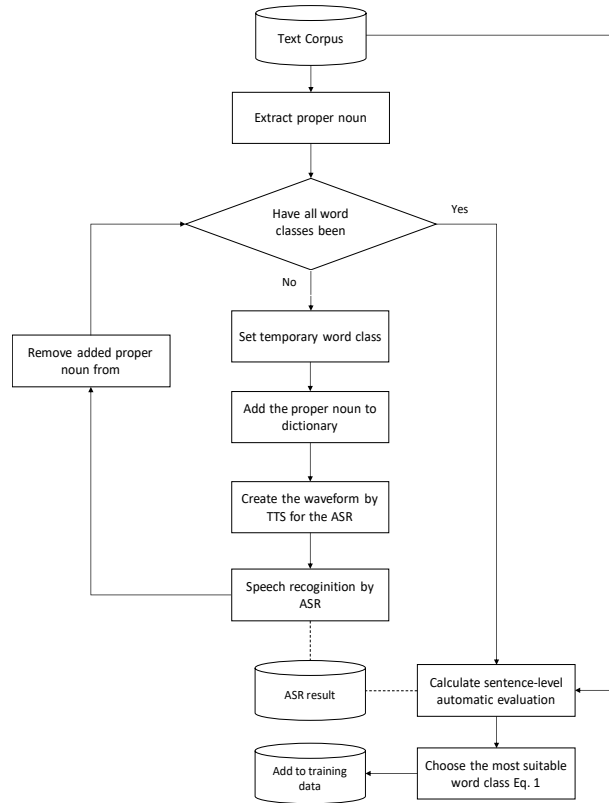 Text Corpus
Extract proper noun
Have all word
classes been
Yes
No
Set temporary word class
Remove added proper
noun from
Add the proper noun to
dictionary
Create the waveform by
TTS for the ASR
Speech recoginition by
ASR
ASR result
Calculate sentence-level
automatic evaluation
Add to training
data
Choose the most suitable
word class Eq. 1